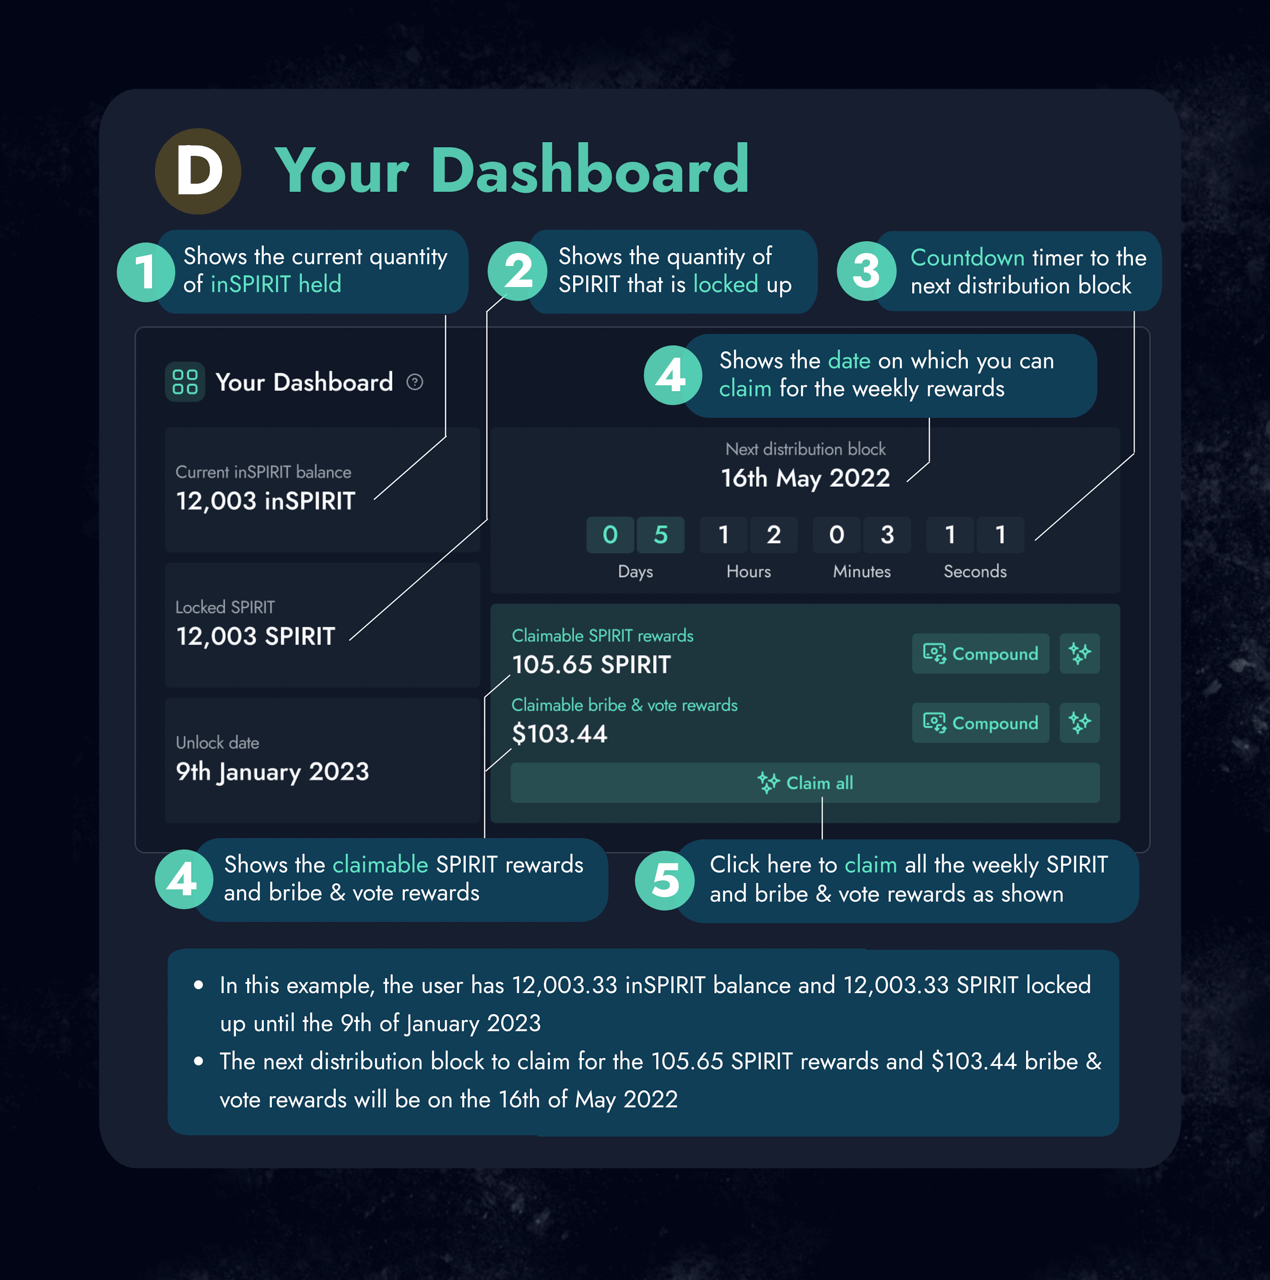 D Your Dashboard
1 Shows the current quantity
of inSPIRIT held
2 Shows the quantity of
SPIRIT that is locked up
3 Countdown timer to the
next distribution block
Your Dashboard ?
4 Shows the date on which you can
claim for the weekly rewards
Current inSPIRIT balance
12,003 inSPIRIT
Next distribution block
16th May 2022
0 5 1 2 0 3 1 1
Days Hours Minutes Seconds
Locked SPIRIT
12,003 SPIRIT
Unlock date
9th January 2023
Claimable SPIRIT rewards
105.65 SPIRIT
Compound
Claimable bribe & vote rewards
$103.44
Compound
Claim all
4 Shows the claimable SPIRIT rewards
and bribe & vote rewards
5 Click here to claim all the weekly SPIRIT
and bribe & vote rewards as shown
• In this example, the user has 12,003.33 inSPIRIT balance and 12,003.33 SPIRIT locked
up until the 9th of January 2023
• The next distribution block to claim for the 105.65 SPIRIT rewards and $103.44 bribe &
vote rewards will be on the 16th of May 2022